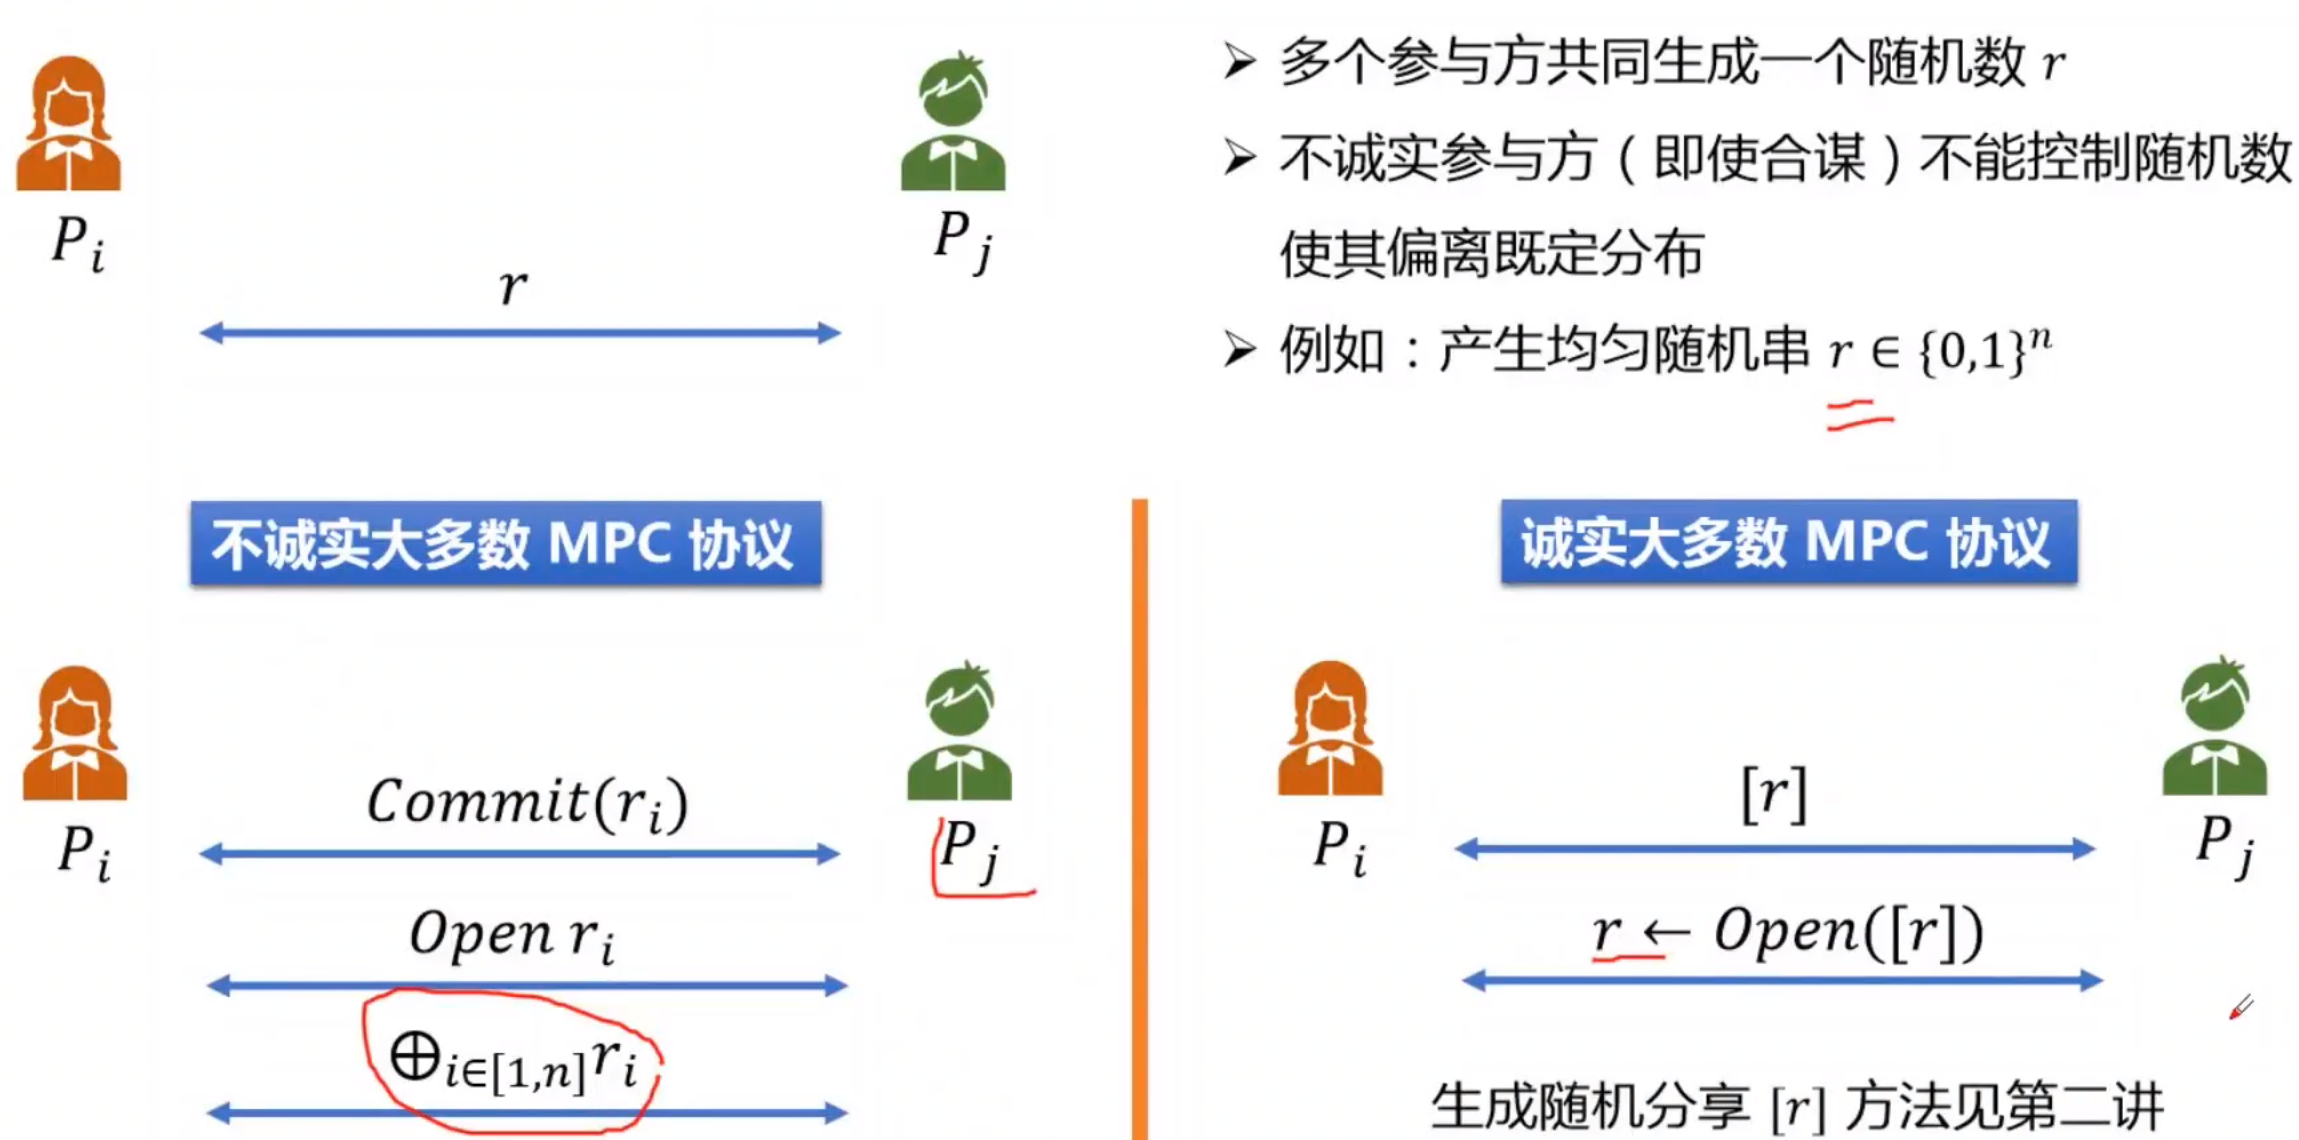 P_i
P_j
r
➤ 多个参与方共同生成一个随机数 r
➤ 不诚实参与方（即使合谋）不能控制随机数
使其偏离既定分布
➤ 例如：产生均匀随机串 r ∈ {0,1}^n
不诚实大多数 MPC 协议
P_i
P_j
Commit(r_i)
Open r_i
⊕_{i∈[1,n]} r_i
诚实大多数 MPC 协议
P_i
P_j
[r]
r ← Open([r])
生成随机分享 [r] 方法见第二讲